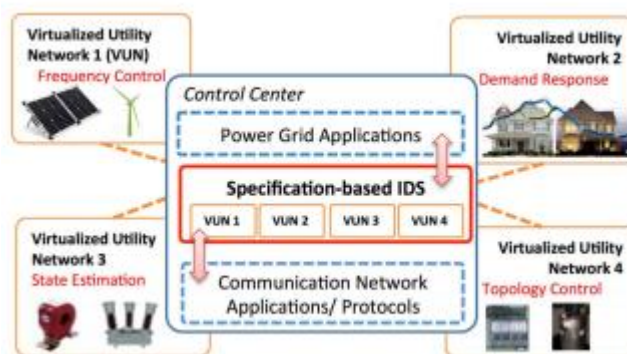 Virtualized Utility
Network 1 (VUN)
Frequency Control
Virtualized Utility
Network 2
Demand Response
Control Center
Power Grid Applications
Specification-based IDS
VUN 1
VUN 2
VUN 3
VUN 4
Communication Network
Applications/ Protocols
Virtualized Utility
Network 3
State Estimation
Virtualized Utility
Network 4
Topology Control